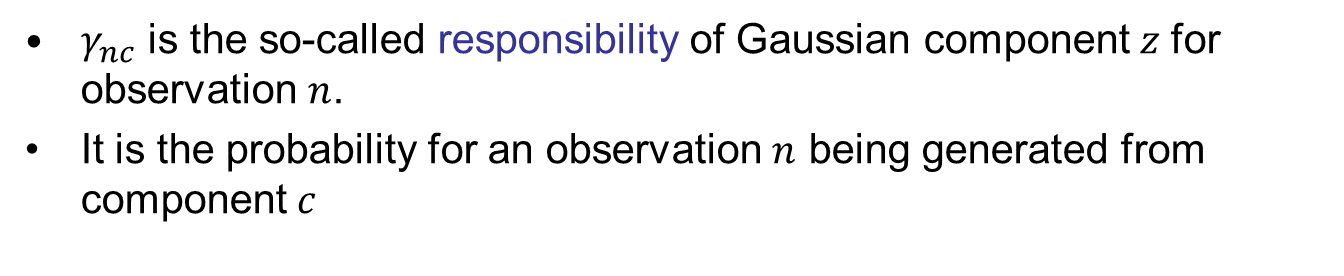 • γnc is the so-called responsibility of Gaussian component z for
observation n.
• It is the probability for an observation n being generated from
component c